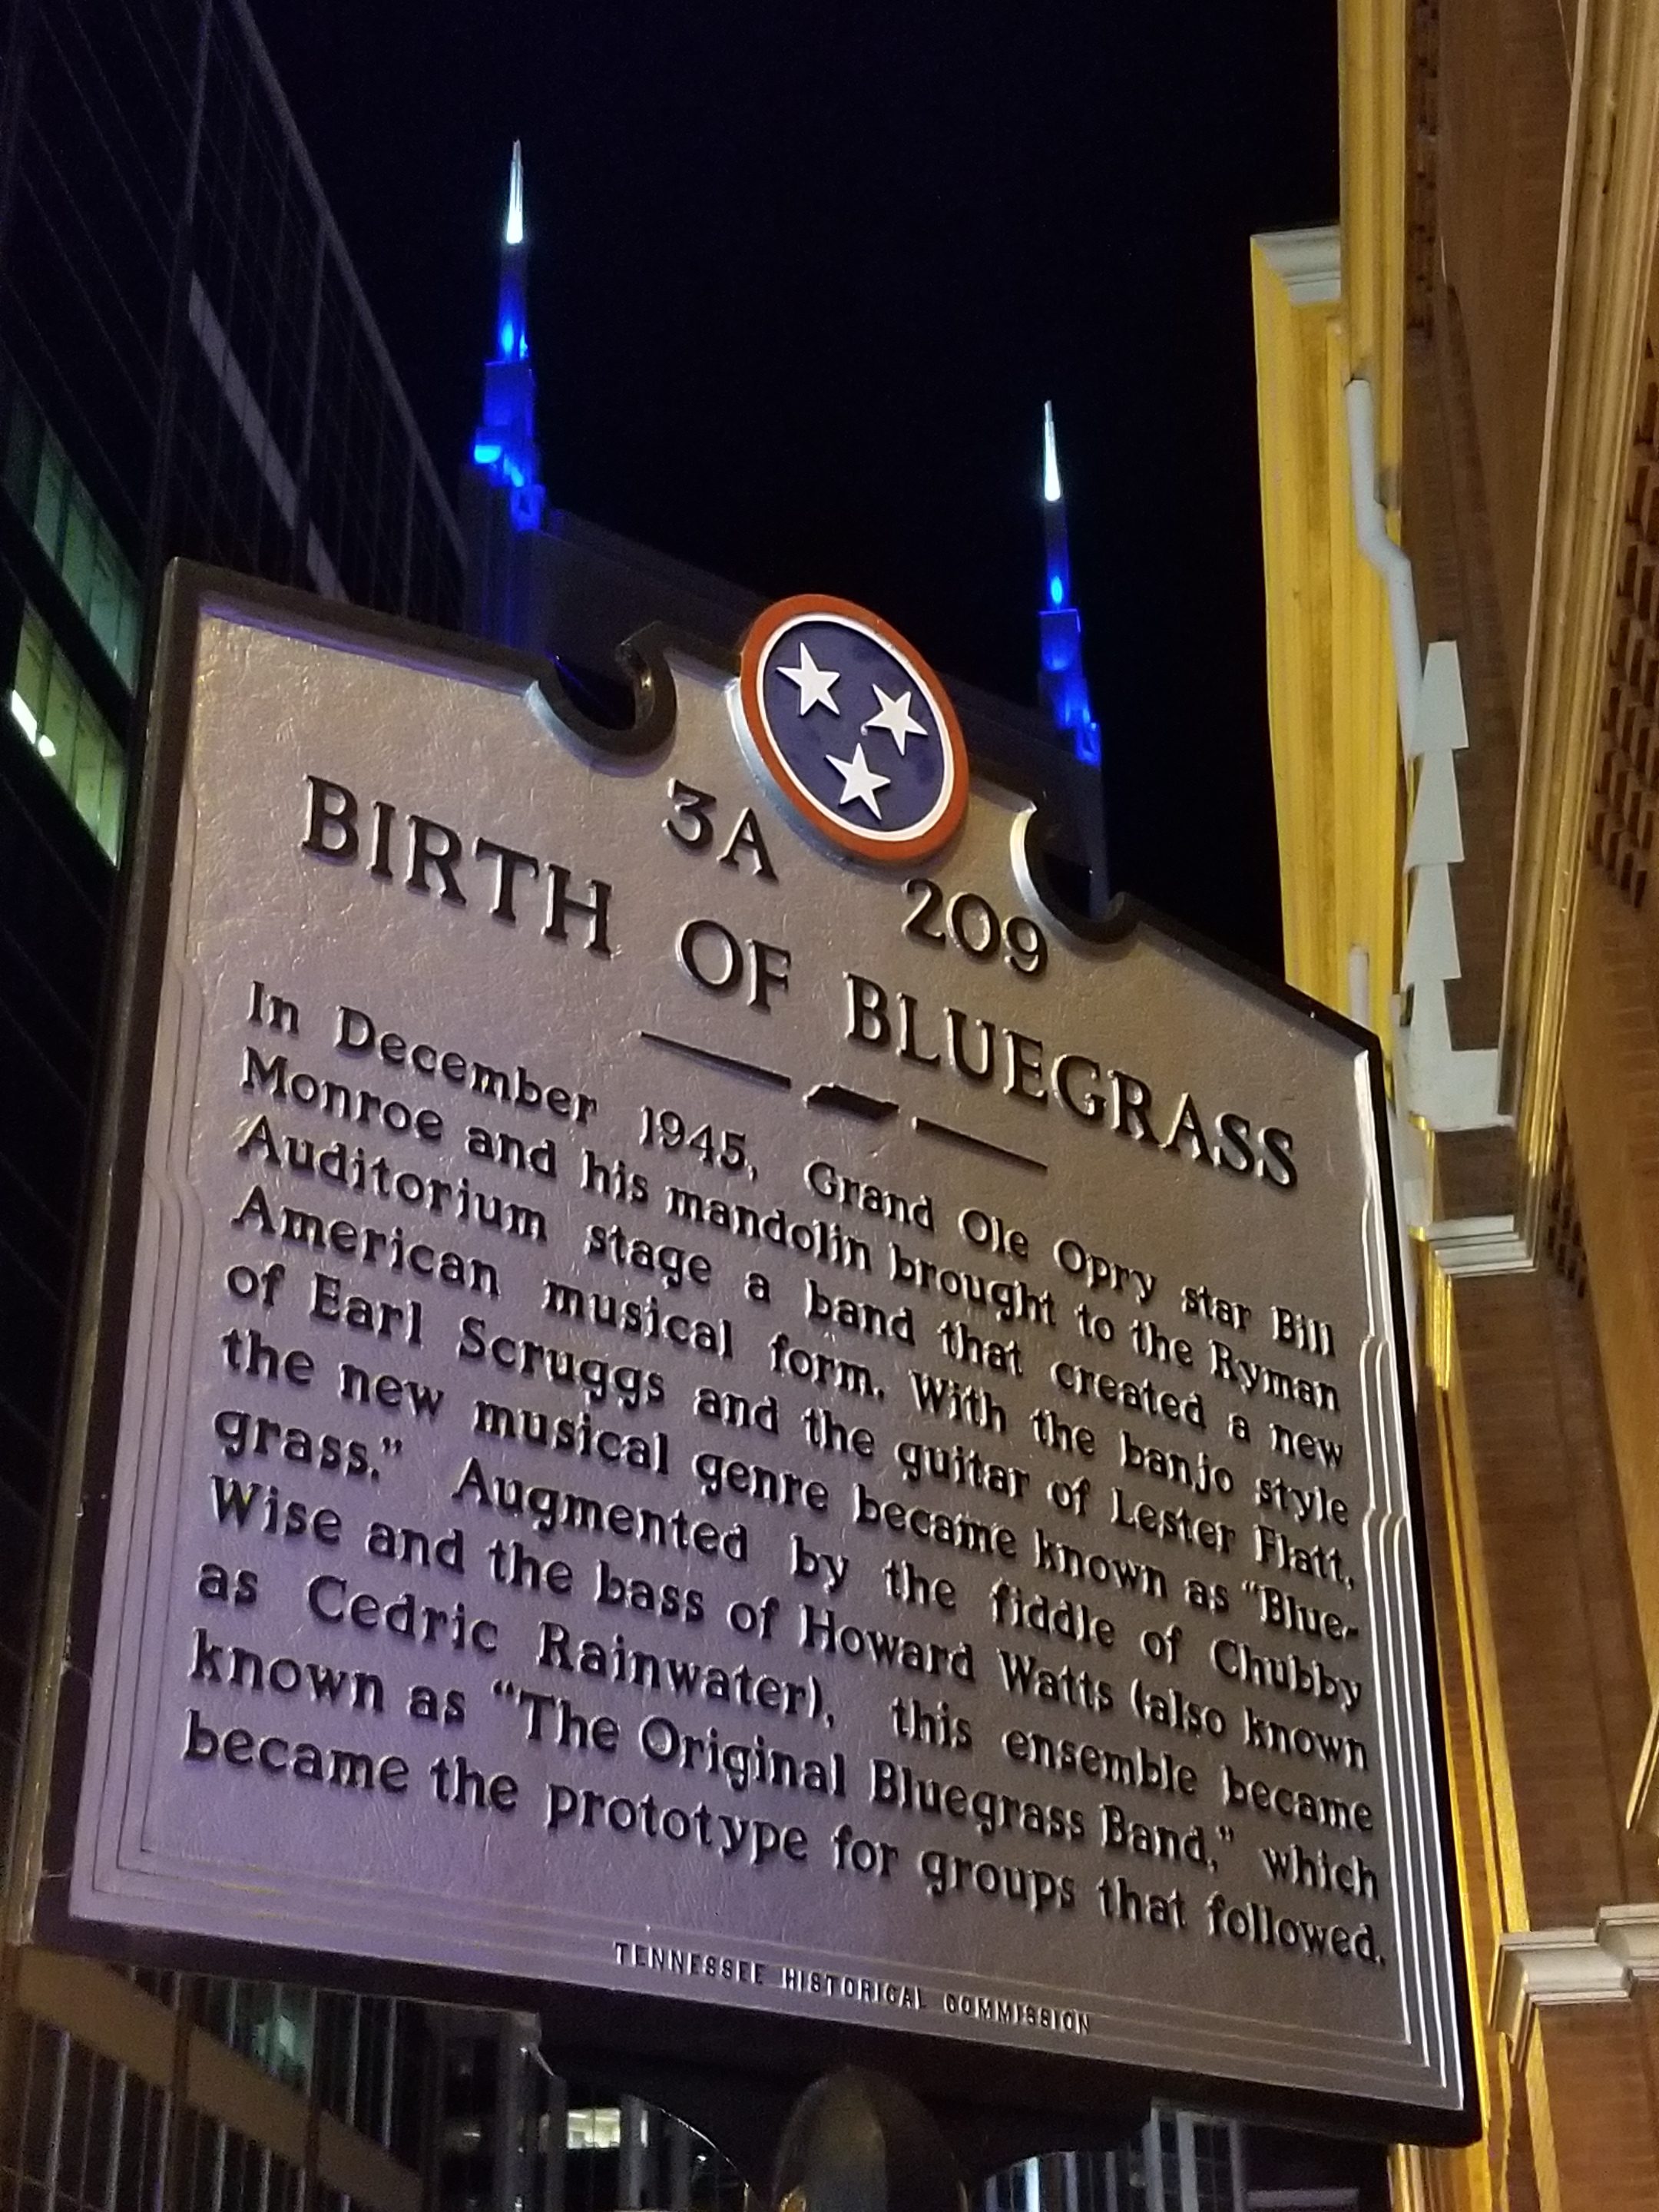 3A 209
BIRTH OF BLUEGRASS
In December 1945, Grand Ole Opry star Bill
Monroe and his mandolin brought to the Ryman
Auditorium stage a band that created a new
American musical form. With the banjo style
of Earl Scruggs and the guitar of Lester Flatt,
the new musical genre became known as “Blue-
grass.” Augmented by the fiddle of Chubby
Wise and the bass of Howard Watts (also known
as Cedric Rainwater), this ensemble became
known as “The Original Bluegrass Band,” which
became the prototype for groups that followed.
TENNESSEE HISTORICAL COMMISSION